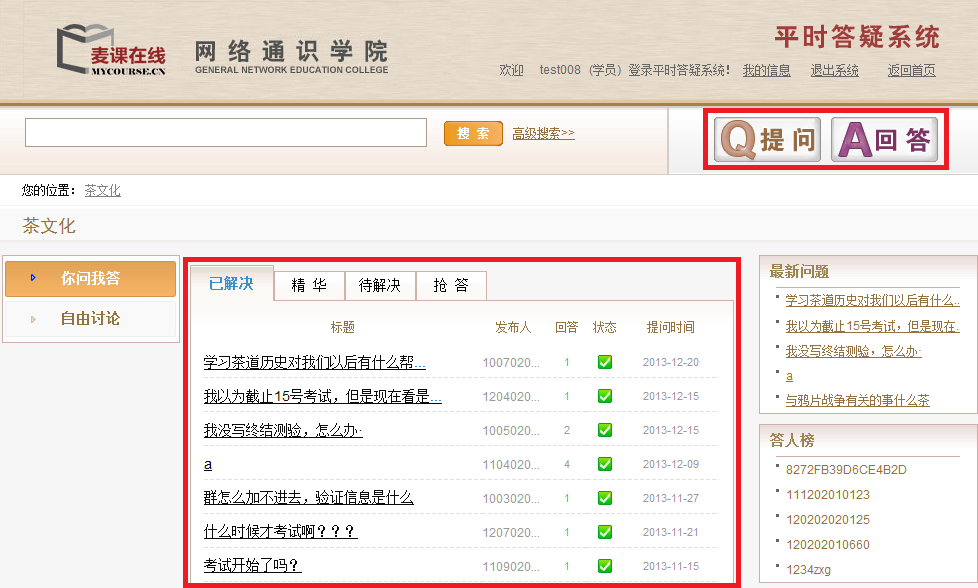 麦课在线
MYCOURSE.CN
网络通识学院
GENERAL NETWORK EDUCATION COLLEGE
平时答疑系统
欢迎 test008 (学员) 登录平时答疑系统! 我的信息 退出系统 返回首页
搜 索 高级搜索>>
Q提问 A回答
您的位置: 茶文化
茶文化
你问我答
自由讨论
已解决 精 华 待解决 抢 答
标题 发布人 回答 状态 提问时间
学习茶道历史对我们以后有什么帮... 1007020... 1 2013-12-20
我以为截止15号考试，但是现在看是... 1204020... 1 2013-12-15
我没写终结测验，怎么办· 1005020... 2 2013-12-15
a 1104020... 4 2013-12-09
群怎么加不进去，验证信息是什么 1003020... 1 2013-11-27
什么时候才考试啊？？？ 1207020... 1 2013-11-21
考试开始了吗? 1109020... 1 2013-11-15
最新问题
学习茶道历史对我们以后有什么..
我以为截止15号考试，但是现在..
我没写终结测验，怎么办·
a
与鸦片战争有关的事什么茶
答人榜
8272FB39D6CE4B2D
111202010123
120202020125
120202010660
1234zxg